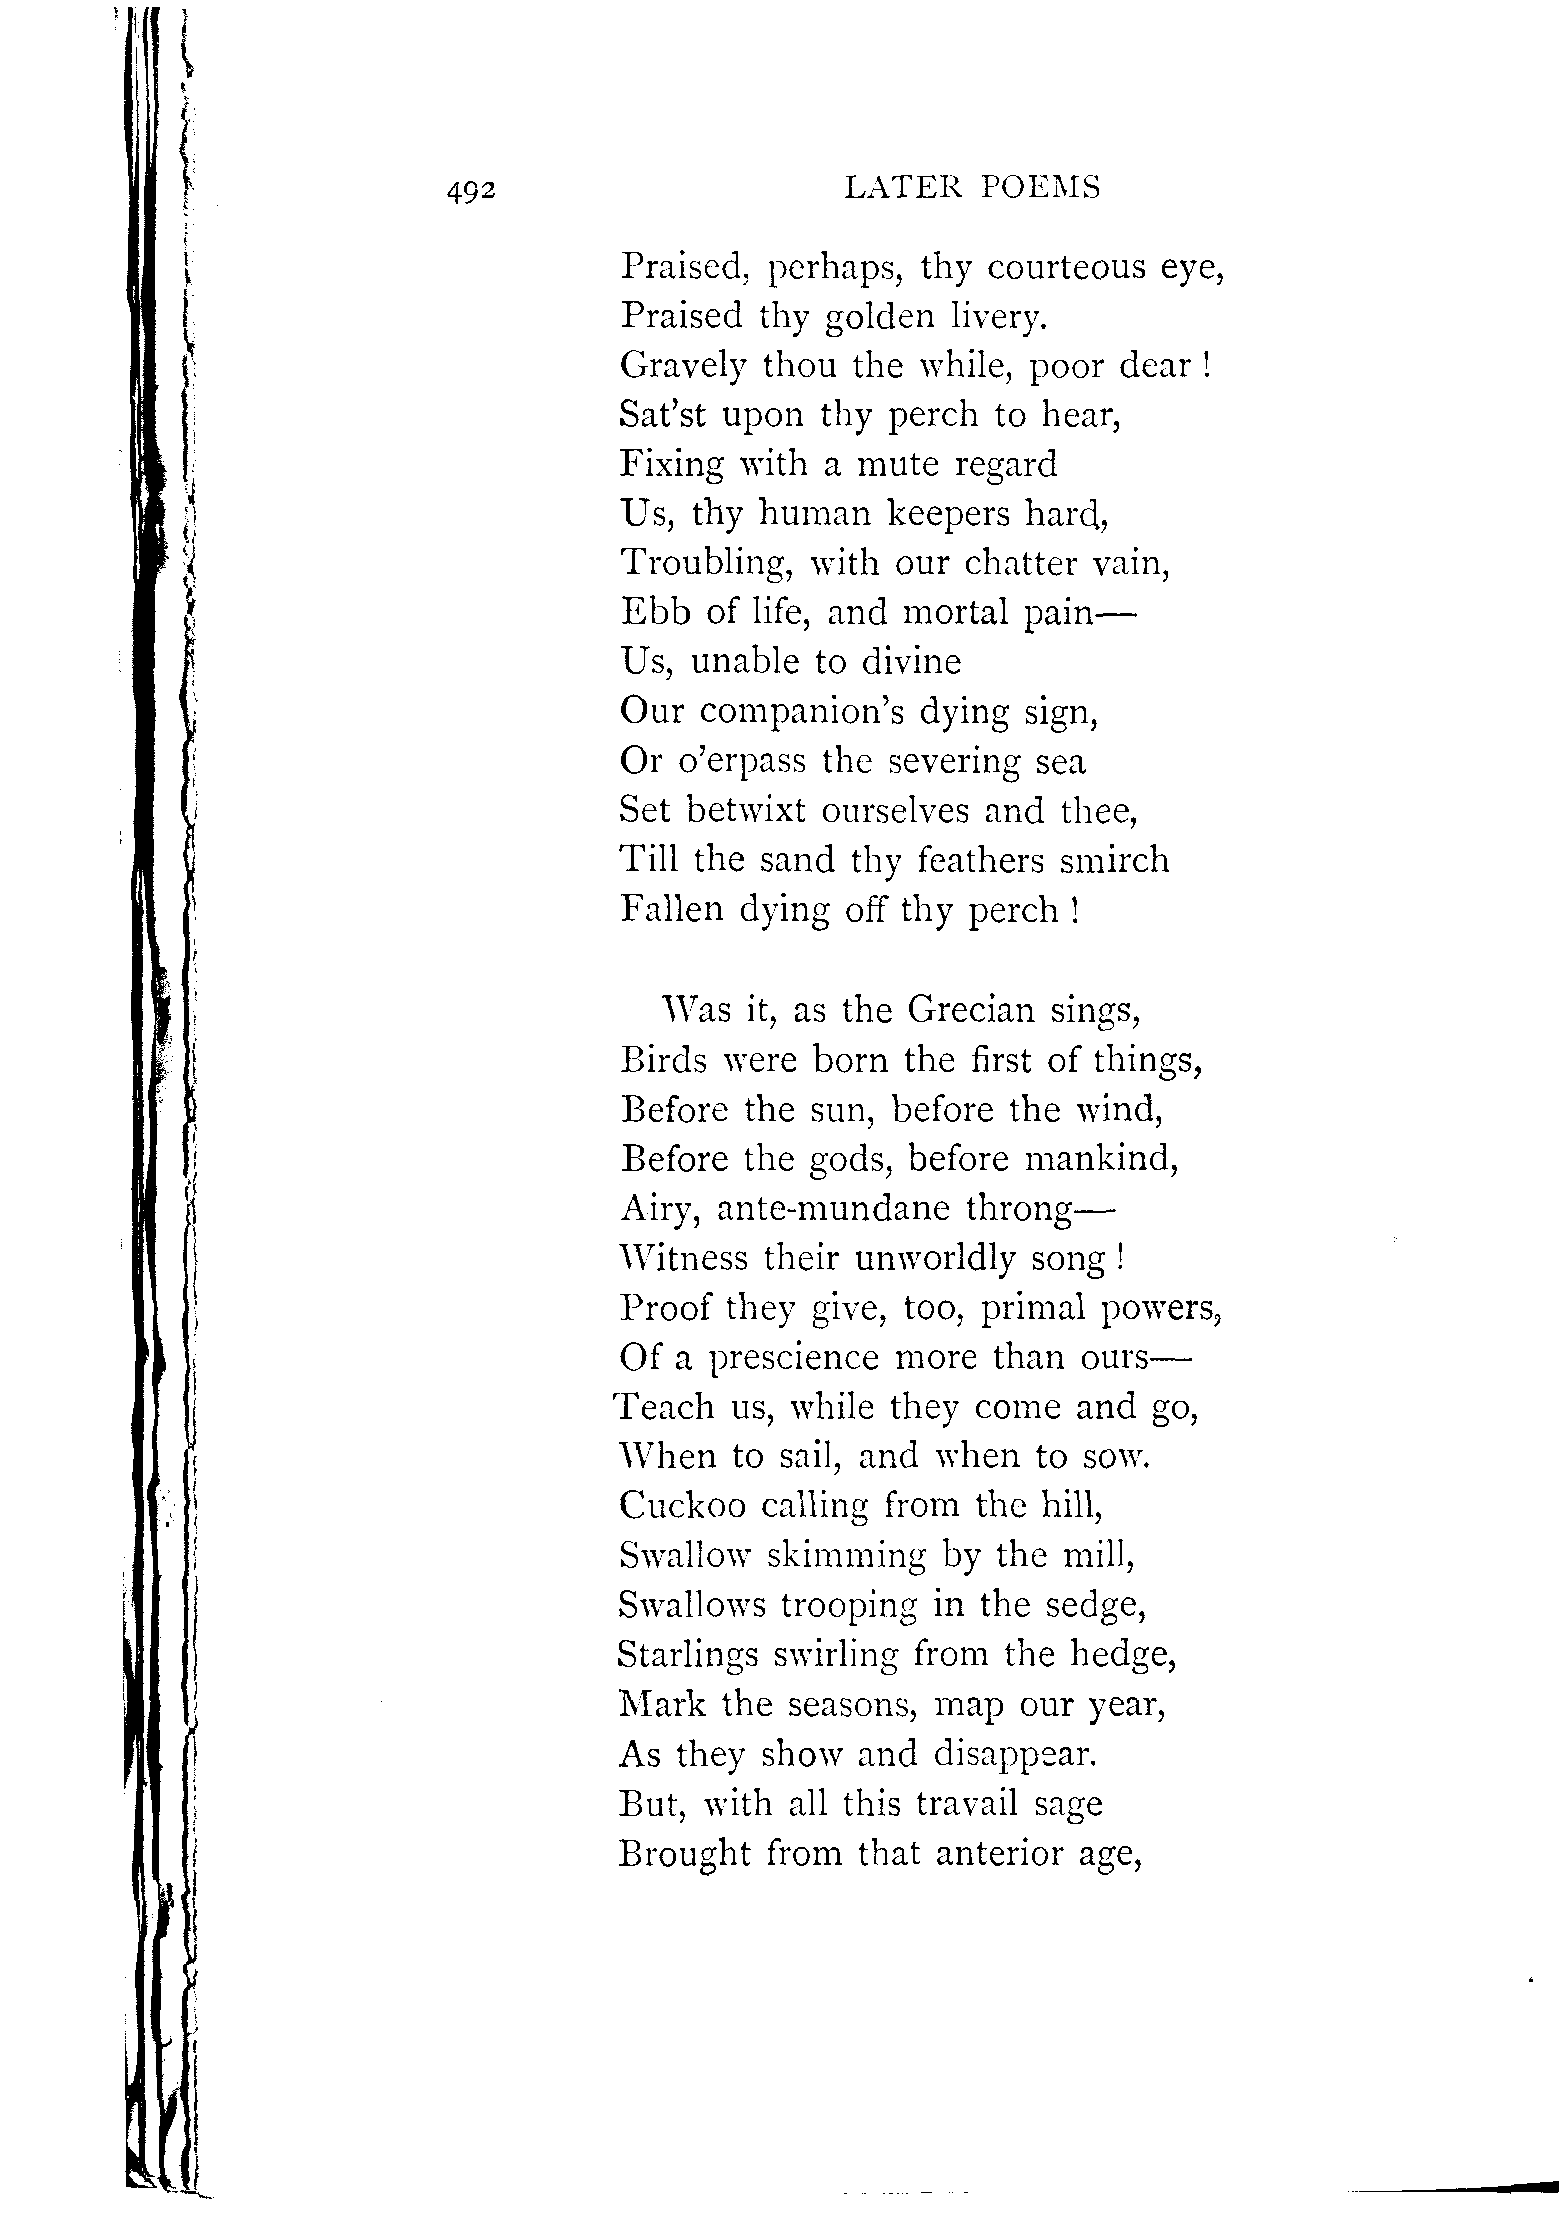 492 LATER POEMS
Praised, perhaps, thy courteous eye,
Praised thy golden livery.
Gravely thou the while, poor dear !
Sat'st upon thy perch to hear,
Fixing with a mute regard
Us, thy human keepers hard,
Troubling, with our chatter vain,
Ebb of life, and mortal pain—
Us, unable to divine
Our companion's dying sign,
Or o'erpass the severing sea
Set betwixt ourselves and thee,
Till the sand thy feathers smirch
Fallen dying off thy perch !
Was it, as the Grecian sings,
Birds were born the first of things,
Before the sun, before the wind,
Before the gods, before mankind,
Airy, ante-mundane throng—
Witness their unworldly song !
Proof they give, too, primal powers,
Of a prescience more than ours—
Teach us, while they come and go,
When to sail, and when to sow.
Cuckoo calling from the hill,
Swallow skimming by the mill,
Swallows trooping in the sedge,
Starlings swirling from the hedge,
Mark the seasons, map our year,
As they show and disappear.
But, with all this travail sage
Brought from that anterior age,